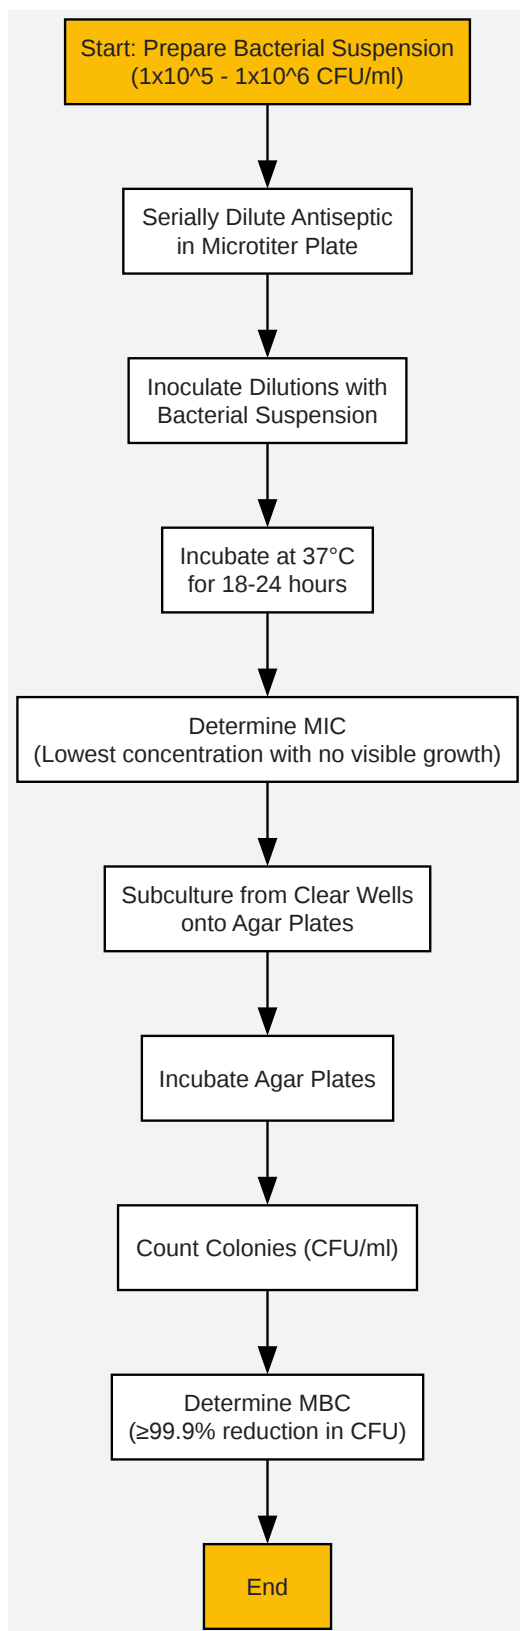 Start: Prepare Bacterial Suspension
(1x10^5 - 1x10^6 CFU/ml)
Serially Dilute Antiseptic
in Microtiter Plate
Inoculate Dilutions with
Bacterial Suspension
Incubate at 37°C
for 18-24 hours
Determine MIC
(Lowest concentration with no visible growth)
Subculture from Clear Wells
onto Agar Plates
Incubate Agar Plates
Count Colonies (CFU/ml)
Determine MBC
(≥99.9% reduction in CFU)
End